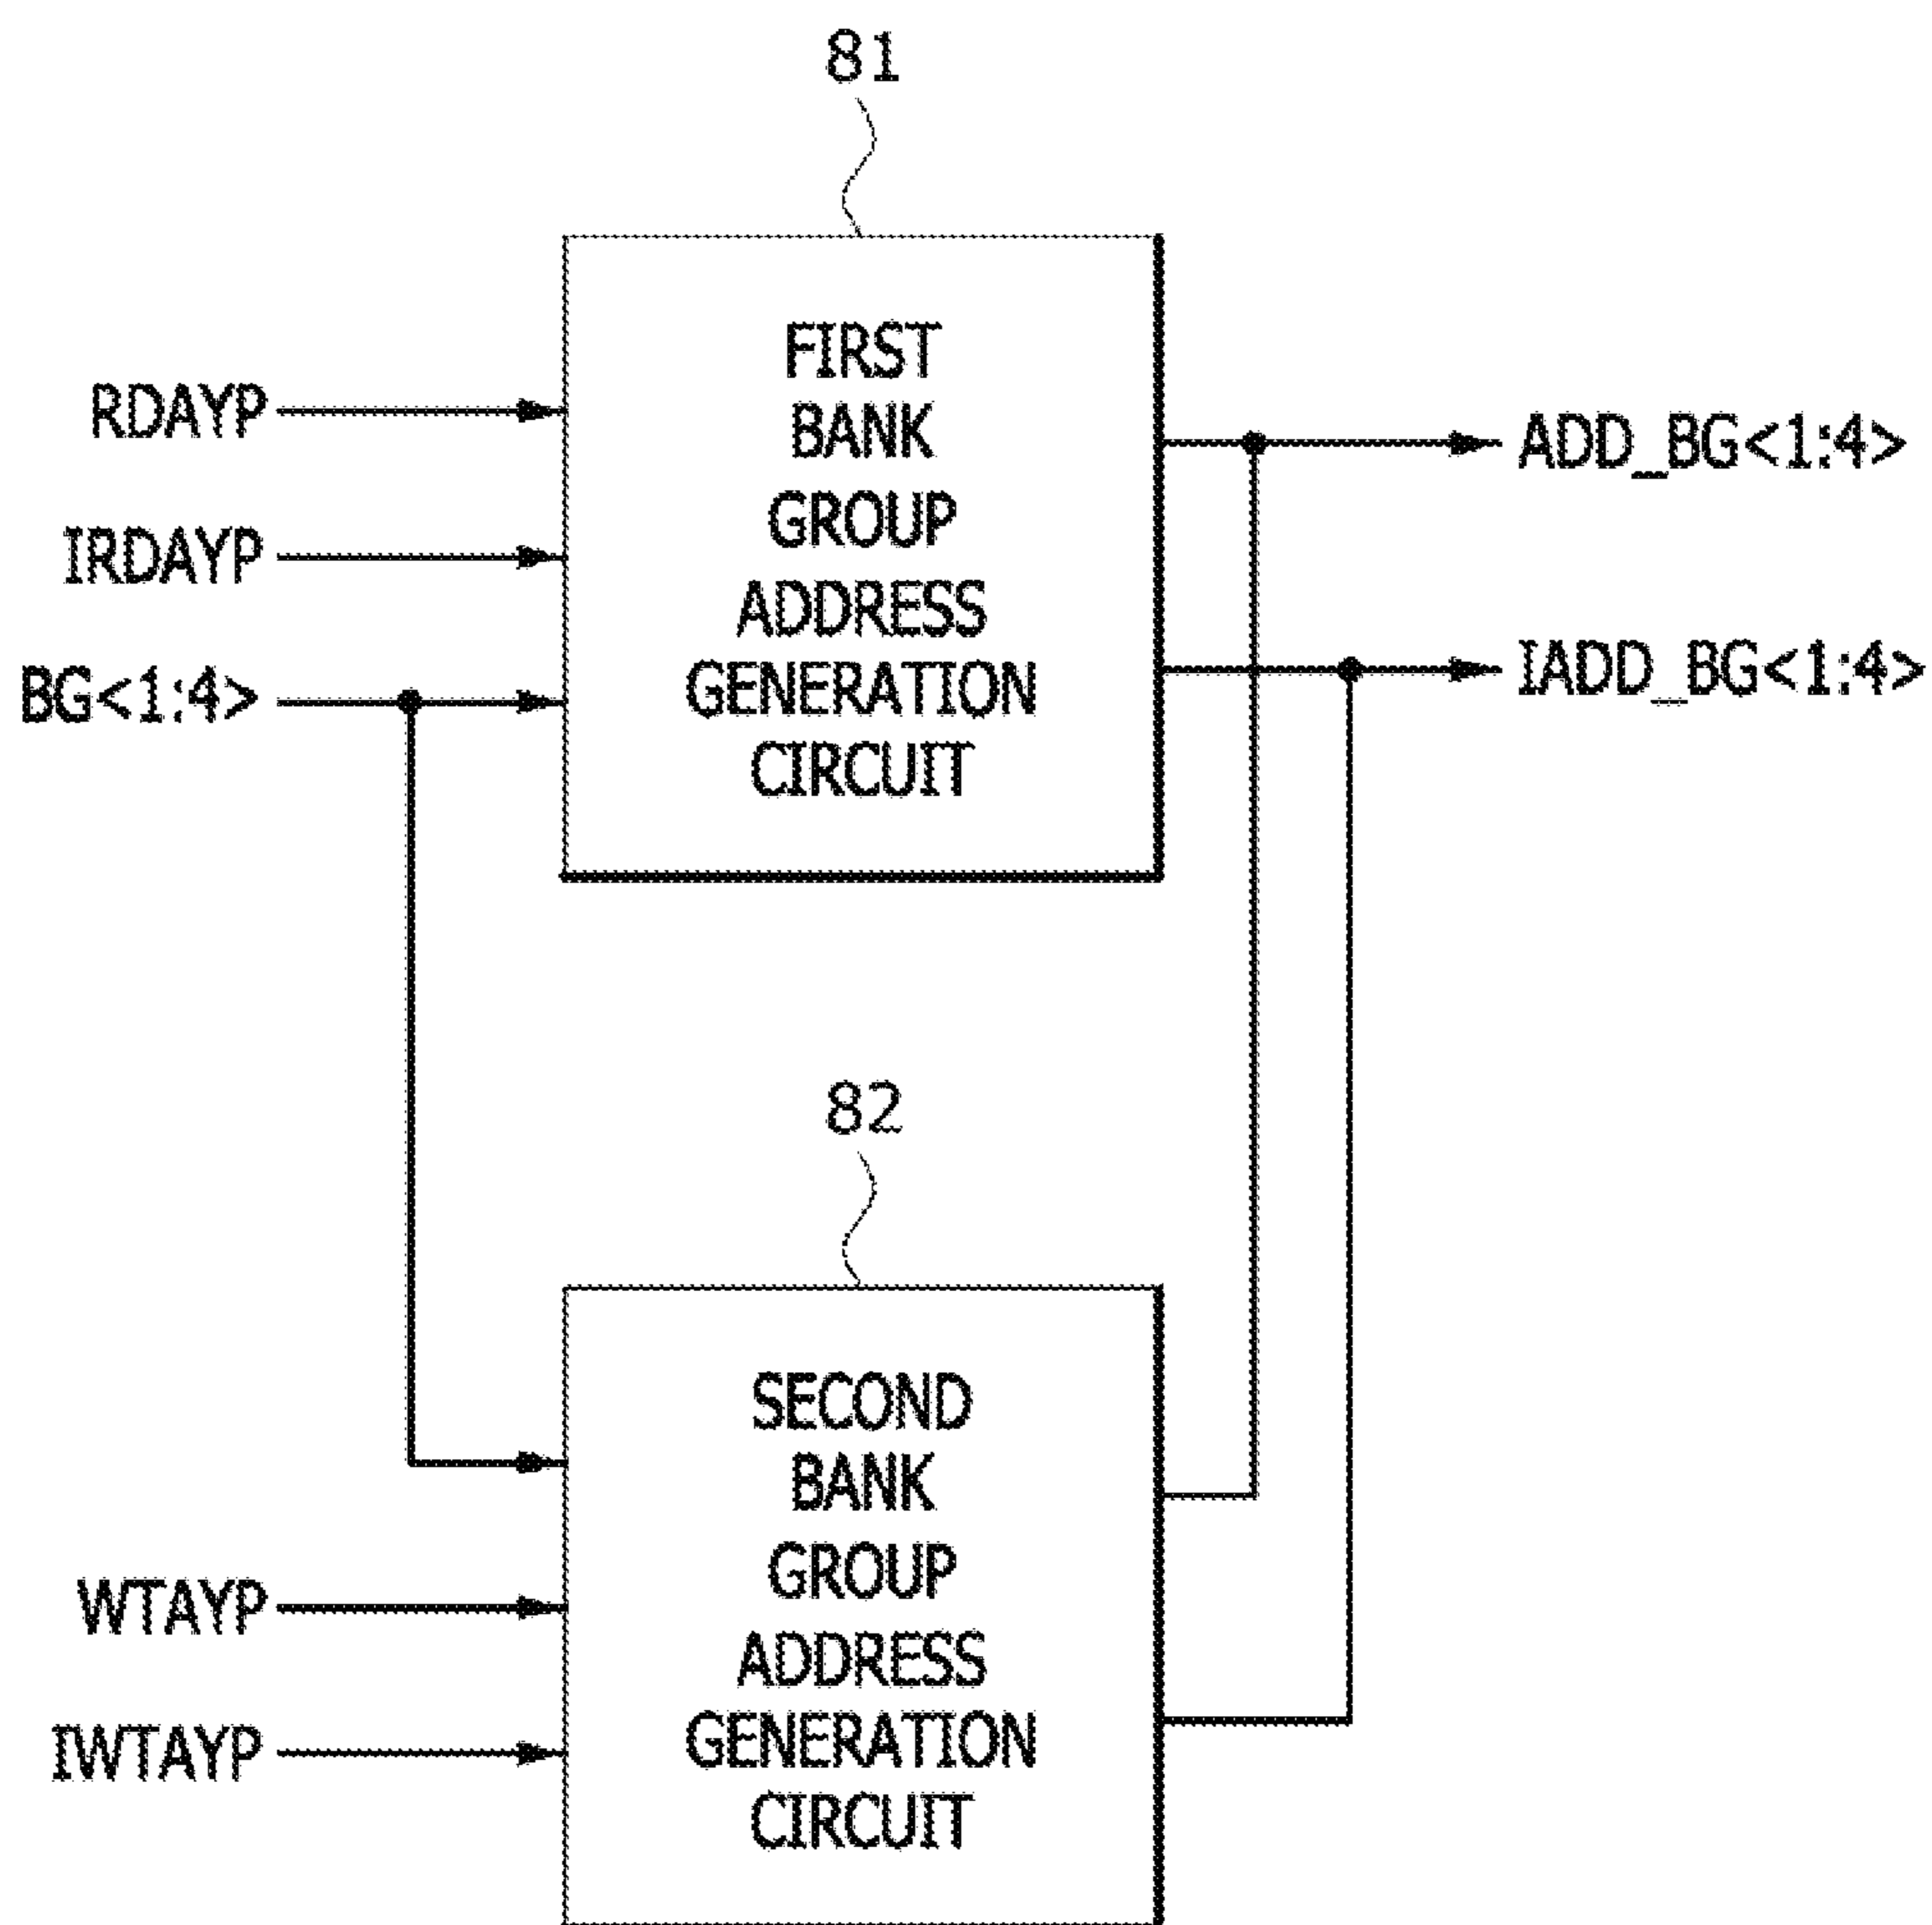 81
FIRST
BANK
GROUP
ADDRESS
GENERATION
CIRCUIT
RDAYP
IRDAYP
BG<1:4>
ADD_BG<1:4>
IADD_BG<1:4>
82
SECOND
BANK
GROUP
ADDRESS
GENERATION
CIRCUIT
WTAYP
IWTAYP